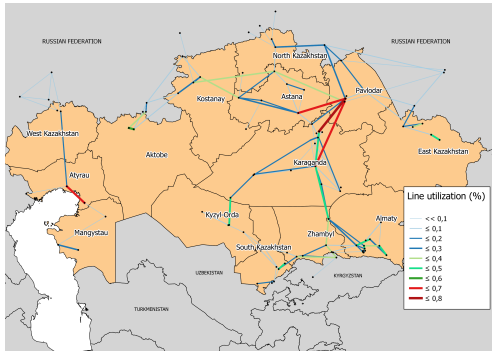 RUSSIAN FEDERATION
RUSSIAN FEDERATION
North Kazakhstan
Kostanay
Astana
Pavlodar
West Kazakhstan
Aktobe
East Kazakhstan
Karaganda
Atyrau
Line utilization (%)
<< 0,1
≤ 0,1
≤ 0,2
≤ 0,3
≤ 0,4
≤ 0,5
≤ 0,6
≤ 0,7
≤ 0,8
Kyzyl-Orda
Almaty
Mangystau
Zhambyl
South Kazakhstan
UZBEKISTAN
KYRGYZSTAN
TURKMENISTAN